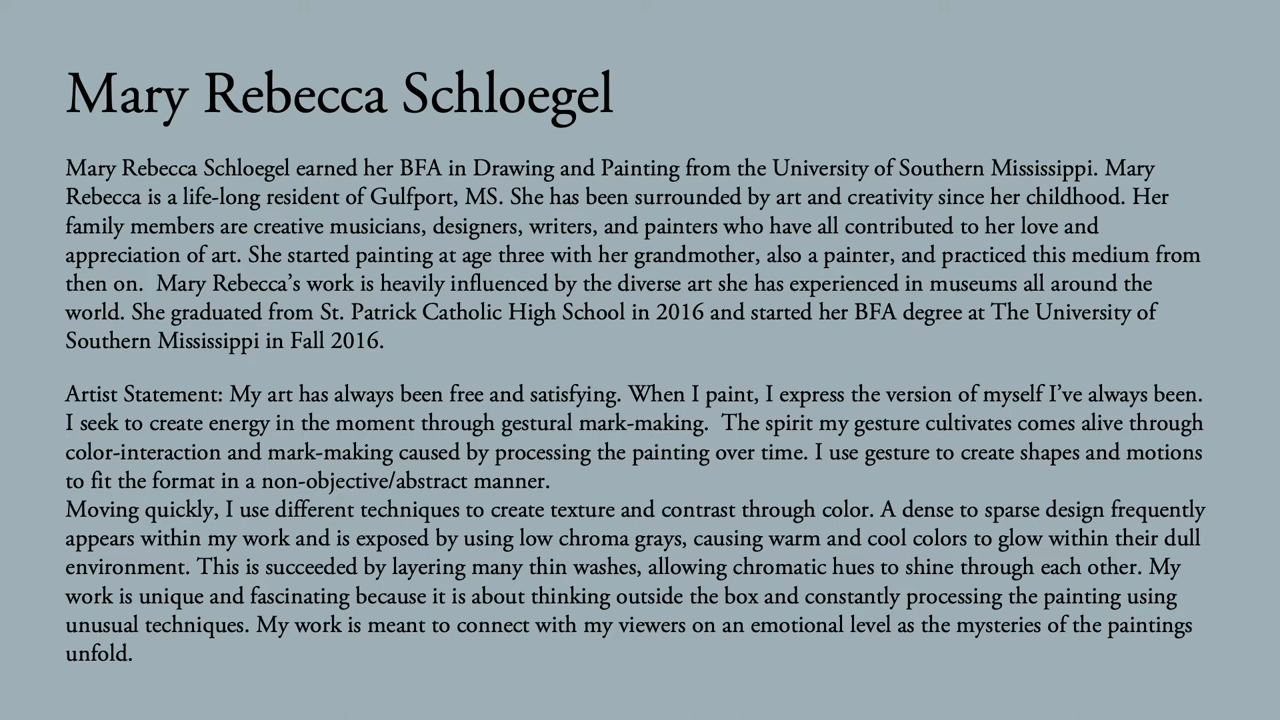 Mary Rebecca Schloegel
Mary Rebecca Schloegel earned her BFA in Drawing and Painting from the University of Southern Mississippi. Mary
Rebecca is a life-long resident of Gulfport, MS. She has been surrounded by art and creativity since her childhood. Her
family members are creative musicians, designers, writers, and painters who have all contributed to her love and
appreciation of art. She started painting at age three with her grandmother, also a painter, and practiced this medium from
then on.  Mary Rebecca’s work is heavily influenced by the diverse art she has experienced in museums all around the
world. She graduated from St. Patrick Catholic High School in 2016 and started her BFA degree at The University of
Southern Mississippi in Fall 2016.
Artist Statement: My art has always been free and satisfying. When I paint, I express the version of myself I’ve always been.
I seek to create energy in the moment through gestural mark-making.  The spirit my gesture cultivates comes alive through
color-interaction and mark-making caused by processing the painting over time. I use gesture to create shapes and motions
to fit the format in a non-objective/abstract manner.
Moving quickly, I use different techniques to create texture and contrast through color. A dense to sparse design frequently
appears within my work and is exposed by using low chroma grays, causing warm and cool colors to glow within their dull
environment. This is succeeded by layering many thin washes, allowing chromatic hues to shine through each other. My
work is unique and fascinating because it is about thinking outside the box and constantly processing the painting using
unusual techniques. My work is meant to connect with my viewers on an emotional level as the mysteries of the paintings
unfold.